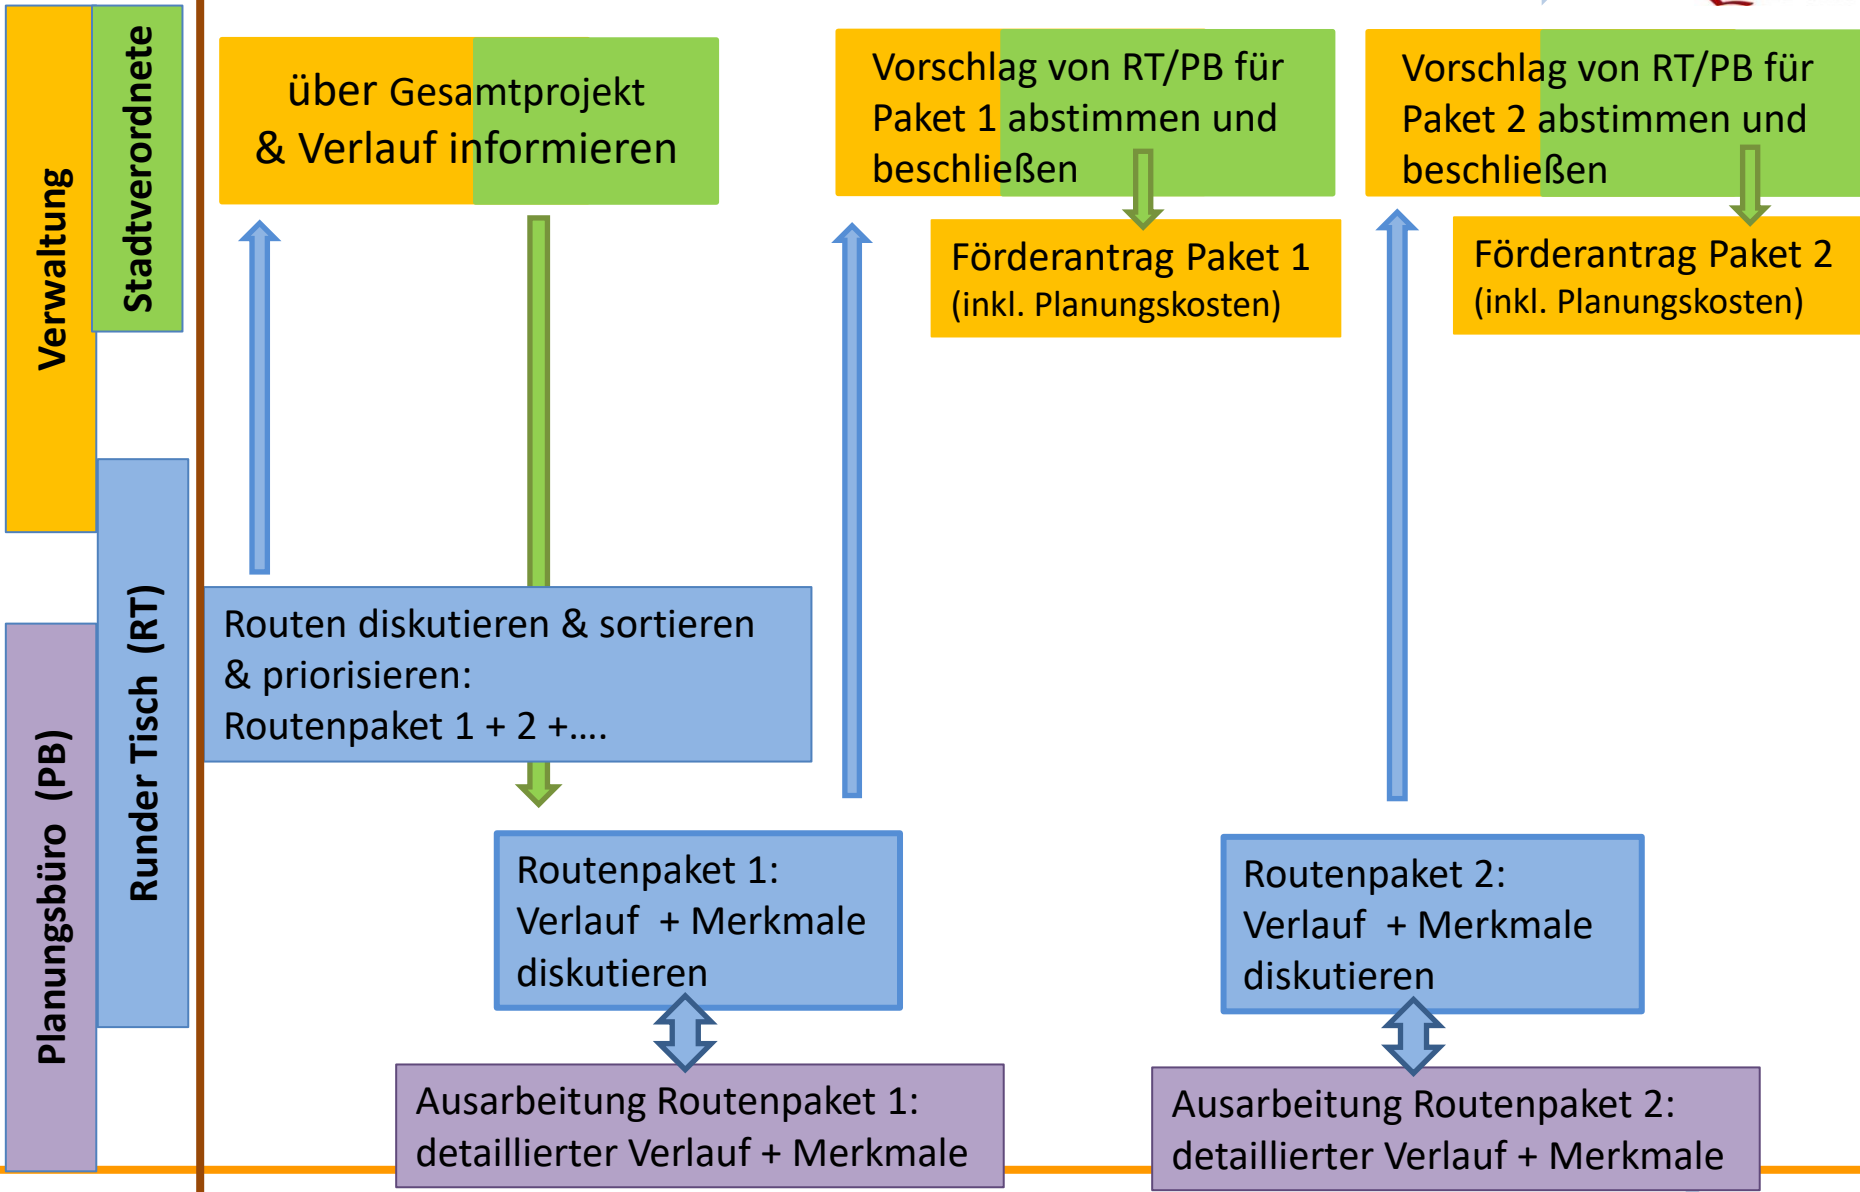 Verwaltung
Stadtverordnete
Planungsbüro (PB)
Runder Tisch (RT)
über Gesamtprojekt
& Verlauf informieren
Vorschlag von RT/PB für
Paket 1 abstimmen und
beschließen
Vorschlag von RT/PB für
Paket 2 abstimmen und
beschließen
Förderantrag Paket 1
(inkl. Planungskosten)
Förderantrag Paket 2
(inkl. Planungskosten)
Routen diskutieren & sortieren
& priorisieren:
Routenpaket 1 + 2 +....
Routenpaket 1:
Verlauf + Merkmale
diskutieren
Routenpaket 2:
Verlauf + Merkmale
diskutieren
Ausarbeitung Routenpaket 1:
detaillierter Verlauf + Merkmale
Ausarbeitung Routenpaket 2:
detaillierter Verlauf + Merkmale